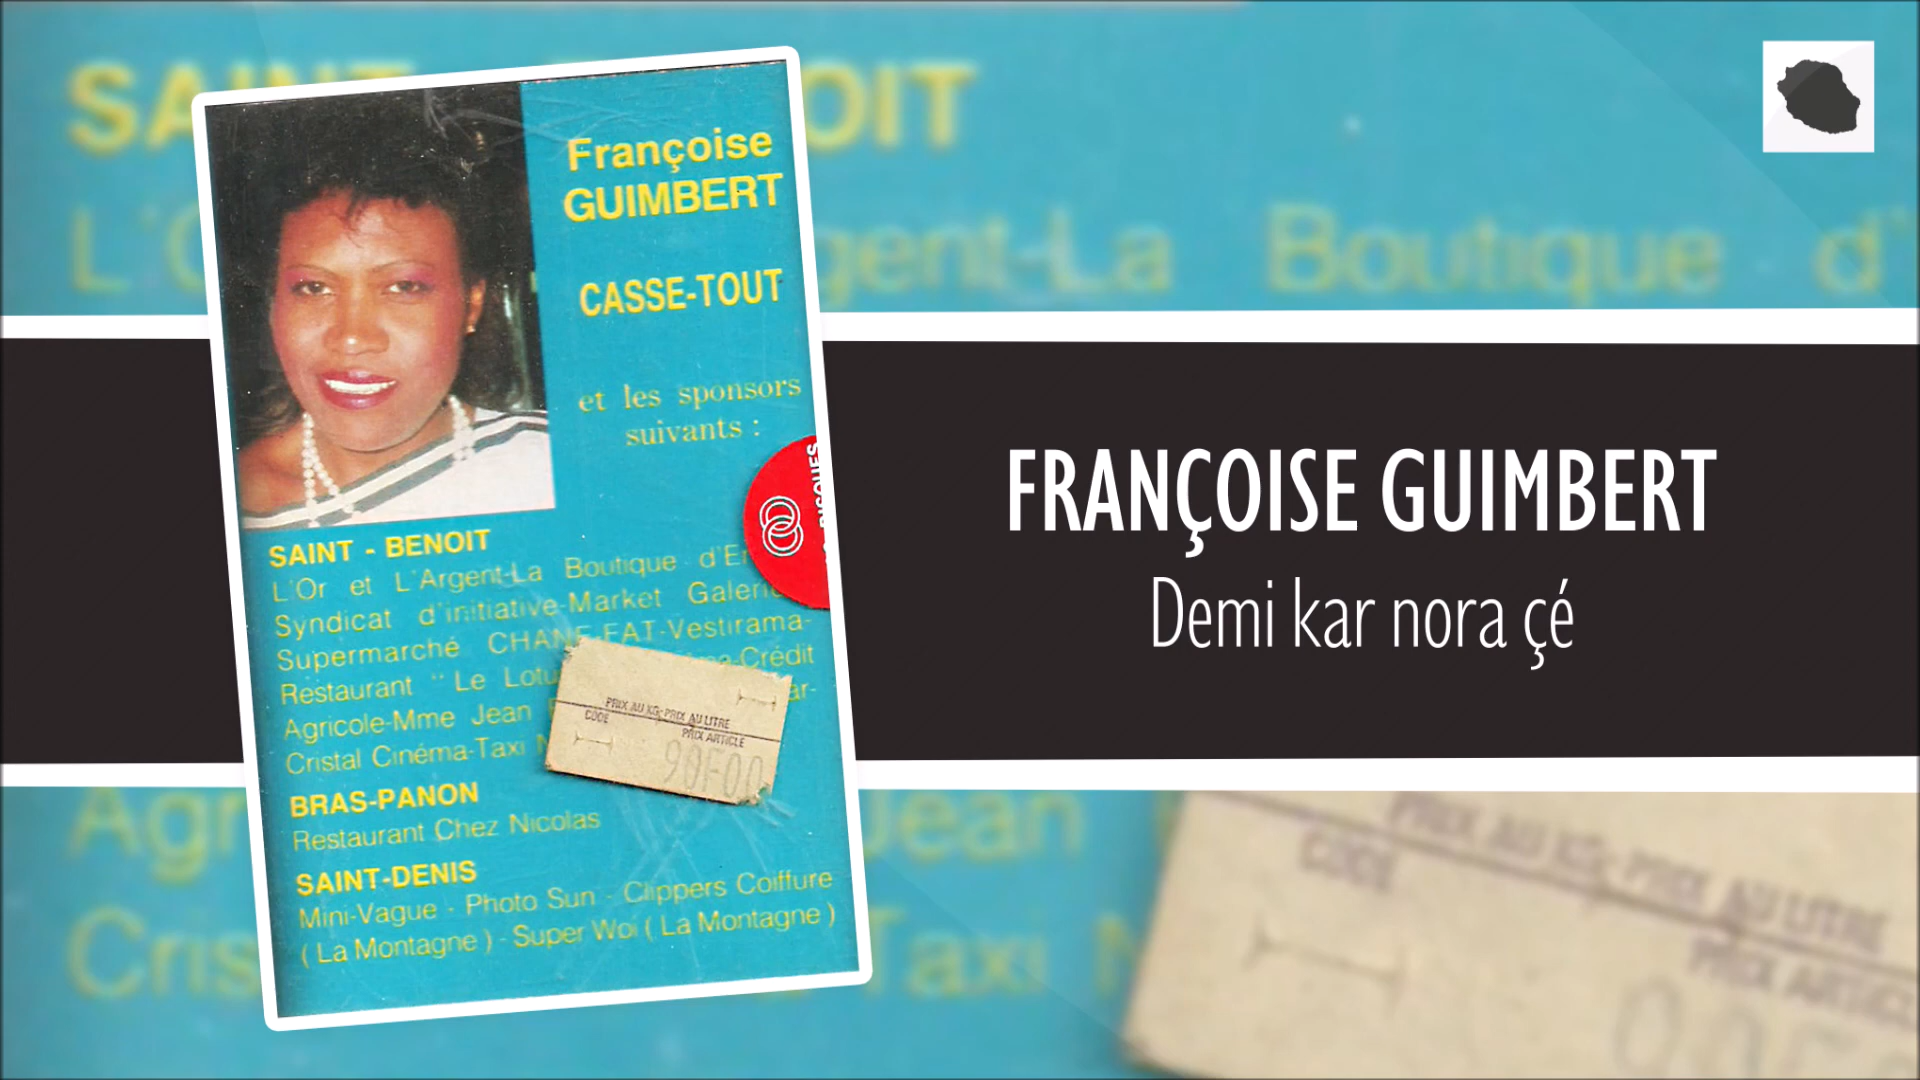 Françoise
GUIMBERT
CASSE-TOUT
et les sponsors
suivants :
DISQUES
SAINT - BENOIT
L'Or et L'Argent-La Boutique d'
Syndicat d'initiative-Market
Supermarché CHANE-FAT-Vestirama-
Restaurant " Le Crédit
Agricole-Mme Jean
Cristal Cinéma-Taxi
PRIX AU KG-PRIX AU LITRE
CODE
PRIX ARTICLE
90F00
BRAS-PANON
Restaurant Chez Nicolas
SAINT-DENIS
Mini-Vague - Photo Sun - Clippers Coiffure
( La Montagne ) - Super Woi ( La Montagne )
FRANÇOISE GUIMBERT
Demi kar nora çé